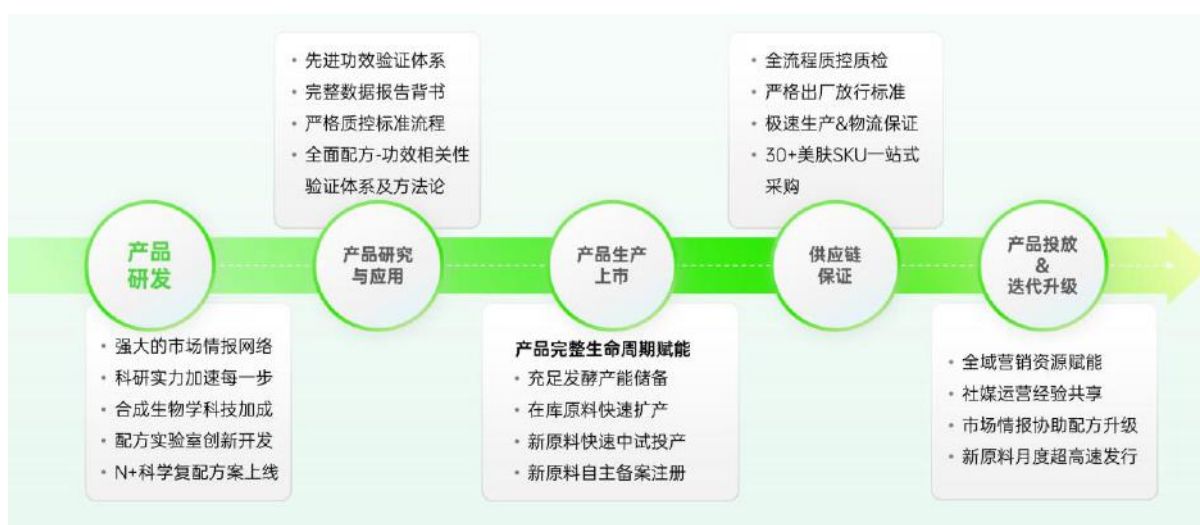 产品
研发
• 强大的市场情报网络
• 科研实力加速每一步
• 合成生物学科技加成
• 配方实验室创新开发
• N+科学复配方案上线
• 先进功效验证体系
• 完整数据报告背书
• 严格质控标准流程
• 全面配方-功效相关性
验证体系及方法论
产品研究
与应用
产品生产
上市
产品完整生命周期赋能
• 充足发酵产能储备
• 在库原料快速扩产
• 新原料快速中试投产
• 新原料自主备案注册
• 全流程质控质检
• 严格出厂放行标准
• 极速生产&物流保证
• 30+美肤SKU一站式
采购
供应链
保证
产品投放
&
迭代升级
• 全域营销资源赋能
• 社媒运营经验共享
• 市场情报协助配方升级
• 新原料月度超高速发行